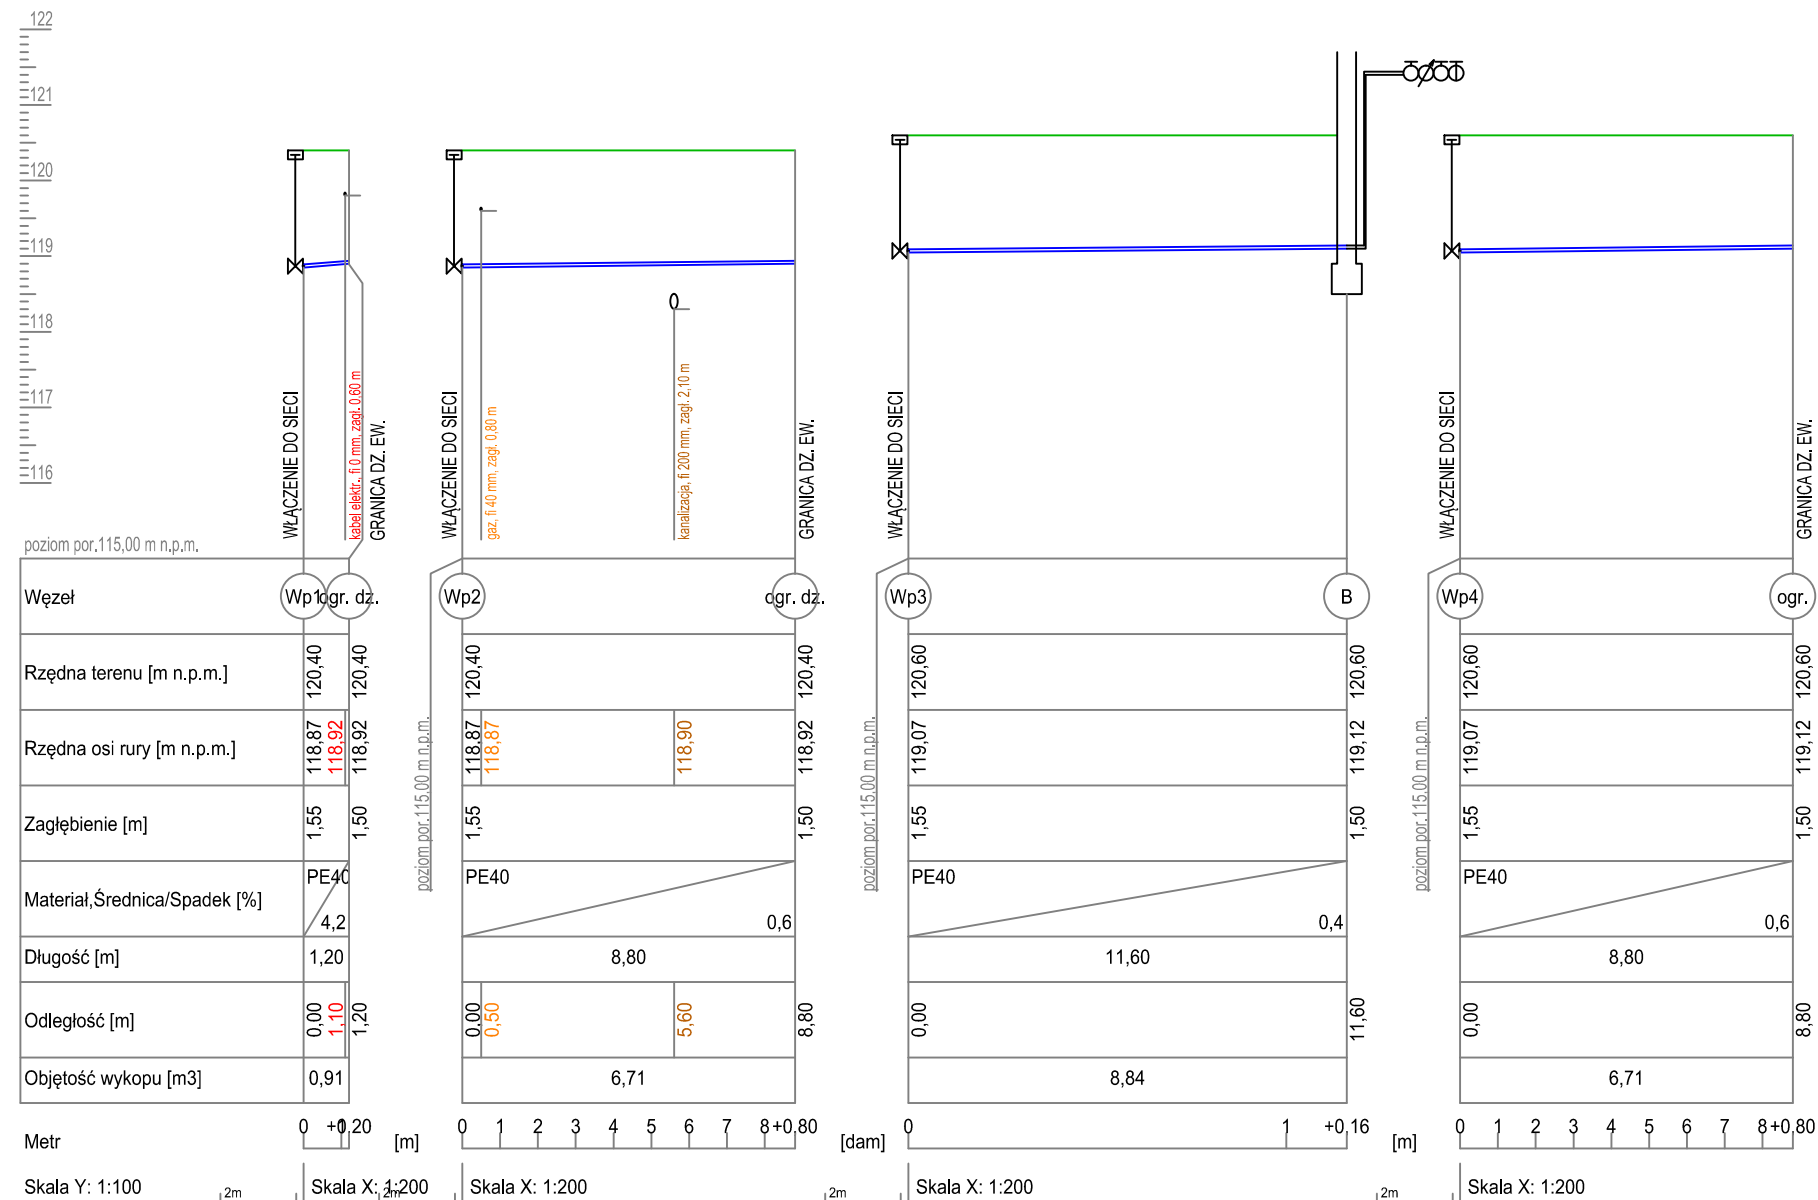 122
121
120
119
118
117
116
poziom por.115,00 m n.p.m.
WŁĄCZENIE DO SIECI
kabel elektr., fi 0 mm, zagł. 0,60 m
GRANICA DZ. EW.
WŁĄCZENIE DO SIECI
gaz, fi 40 mm, zagł. 0,80 m
kanalizacja, fi 200 mm, zagł. 2,10 m
GRANICA DZ. EW.
WŁĄCZENIE DO SIECI
WŁĄCZENIE DO SIECI
GRANICA DZ. EW.
poziom por.115,00 m n.p.m.
poziom por.115,00 m n.p.m.
poziom por.115,00 m n.p.m.
Węzeł Wp1 ogr. dz. Wp2 ogr. dz. Wp3 B Wp4 ogr.
Rzędna terenu [m n.p.m.] 120,40 120,40 120,40 120,40 120,60 120,60 120,60 120,60
Rzędna osi rury [m n.p.m.] 118,87 118,92 118,92 118,87 118,87 118,90 118,92 119,07 119,12 119,07 119,12
Zagłębienie [m] 1,55 1,50 1,55 1,50 1,55 1,50 1,55 1,50
Materiał,Średnica/Spadek [%] PE40 4,2 PE40 0,6 PE40 0,4 PE40 0,6
Długość [m] 1,20 8,80 11,60 8,80
Odległość [m] 0,00 1,10 1,20 0,00 0,50 5,60 8,80 0,00 11,60 0,00 8,80
Objętość wykopu [m3] 0,91 6,71 8,84 6,71
Metr 0 +0,20 [m] 0 1 2 3 4 5 6 7 8 +0,80 [dam] 0 1 +0,16 [m] 0 1 2 3 4 5 6 7 8 +0,80
Skala Y: 1:100 2m Skala X: 1:200 2m Skala X: 1:200 2m Skala X: 1:200 2m Skala X: 1:200